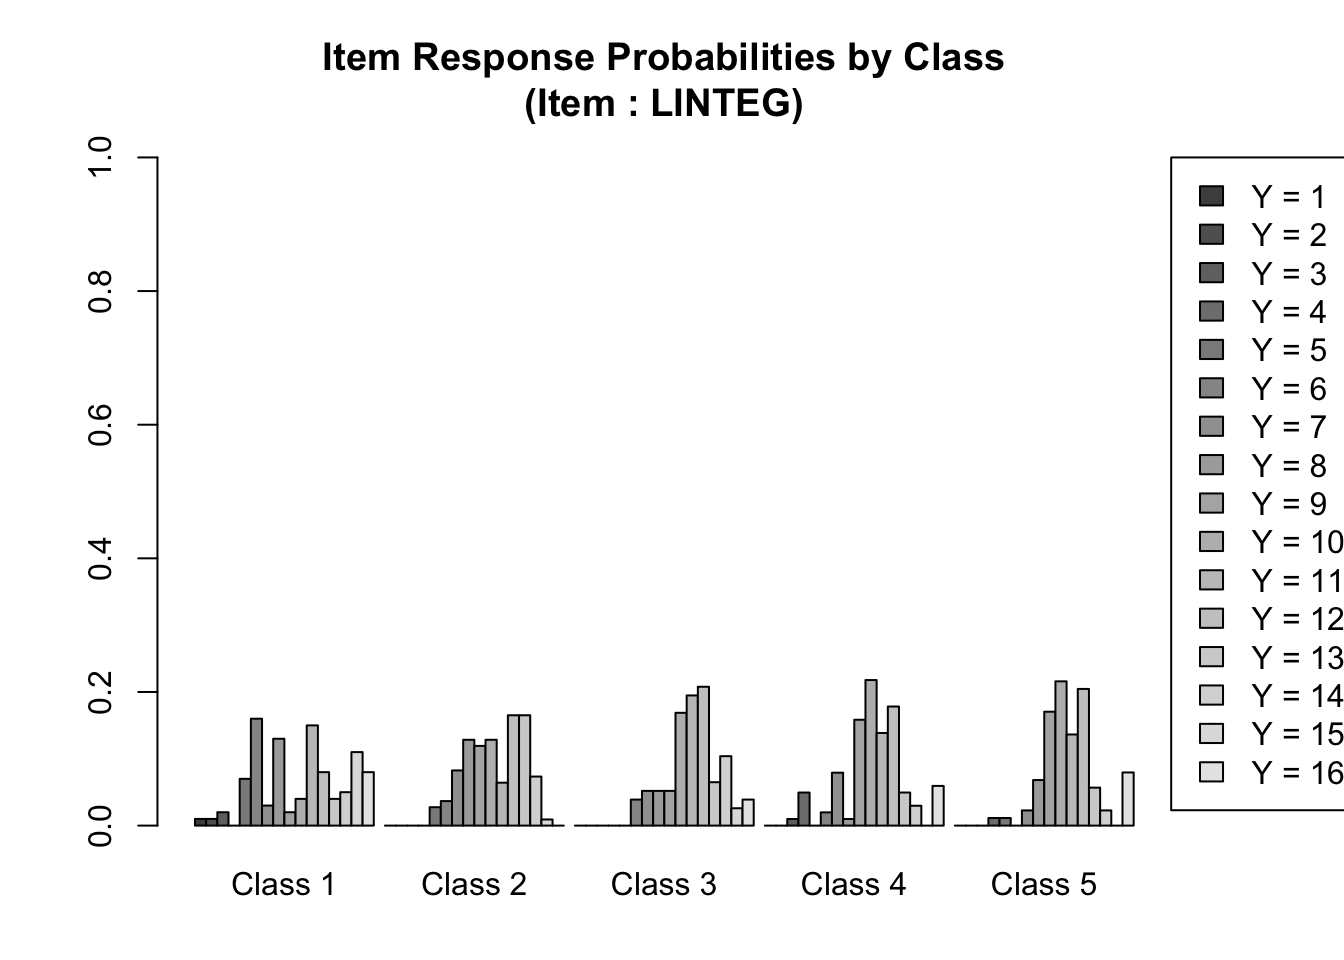 Item Response Probabilities by Class
(Item : LINTEG)
1.0
0.8
0.6
0.4
0.2
0.0
Class 1
Class 2
Class 3
Class 4
Class 5
Y = 1
Y = 2
Y = 3
Y = 4
Y = 5
Y = 6
Y = 7
Y = 8
Y = 9
Y = 10
Y = 11
Y = 12
Y = 13
Y = 14
Y = 15
Y = 16